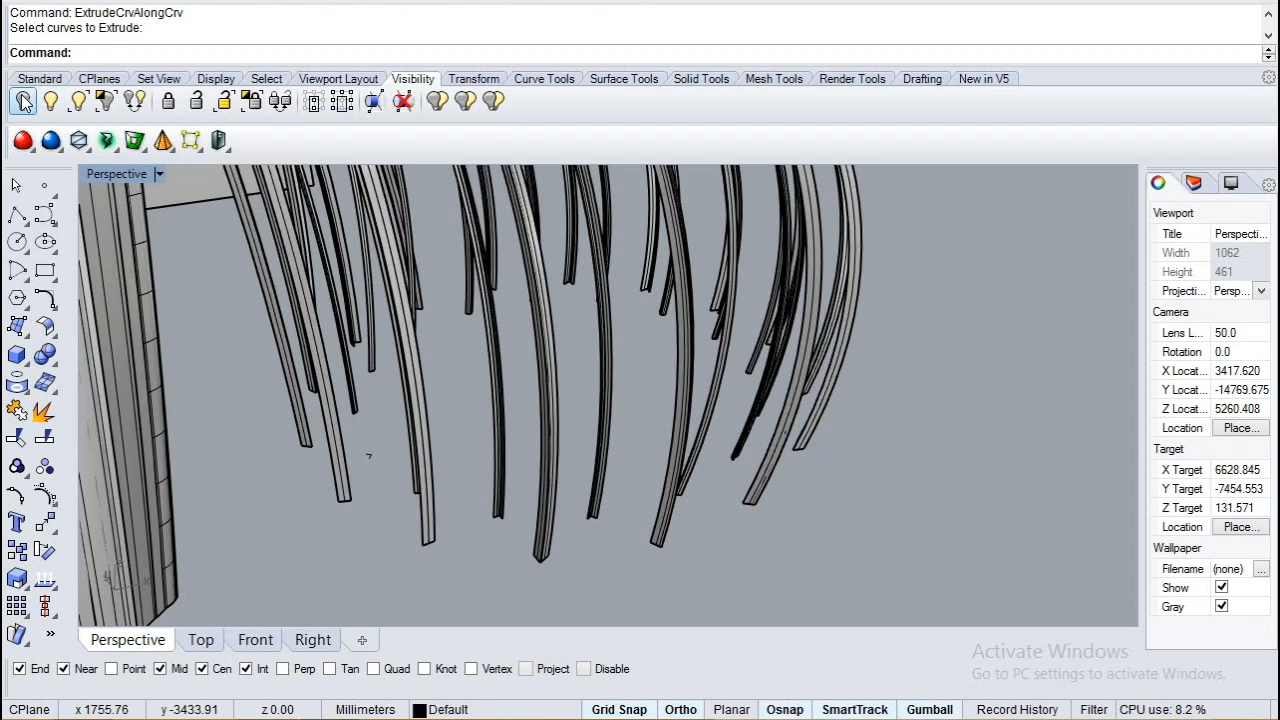 Command: ExtrudeCrvAlongCrv
Select curves to Extrude:
Command:
Standard CPlanes Set View Display Select Viewport Layout Visibility Transform Curve Tools Surface Tools Solid Tools Mesh Tools Render Tools Drafting New in V5
Perspective
Viewport
Title Perspecti...
Width 1062
Height 461
Projecti... Persp...
Camera
Lens L... 50.0
Rotation 0.0
X Locat... 3417.620
Y Locat... -14769.675
Z Locat... 5260.408
Location Place...
Target
X Target 6628.845
Y Target -7454.553
Z Target 131.571
Location Place...
Wallpaper
Filename (none) ...
Show
Gray
Perspective Top Front Right
Activate Windows
Go to PC settings to activate Windows.
End Near Point Mid Cen Int Perp Tan Quad Knot Vertex Project Disable
CPlane x 1755.76 y -3433.91 z 0.00 Millimeters Default Grid Snap Ortho Planar Osnap SmartTrack Gumball Record History Filter CPU use: 8.2 %